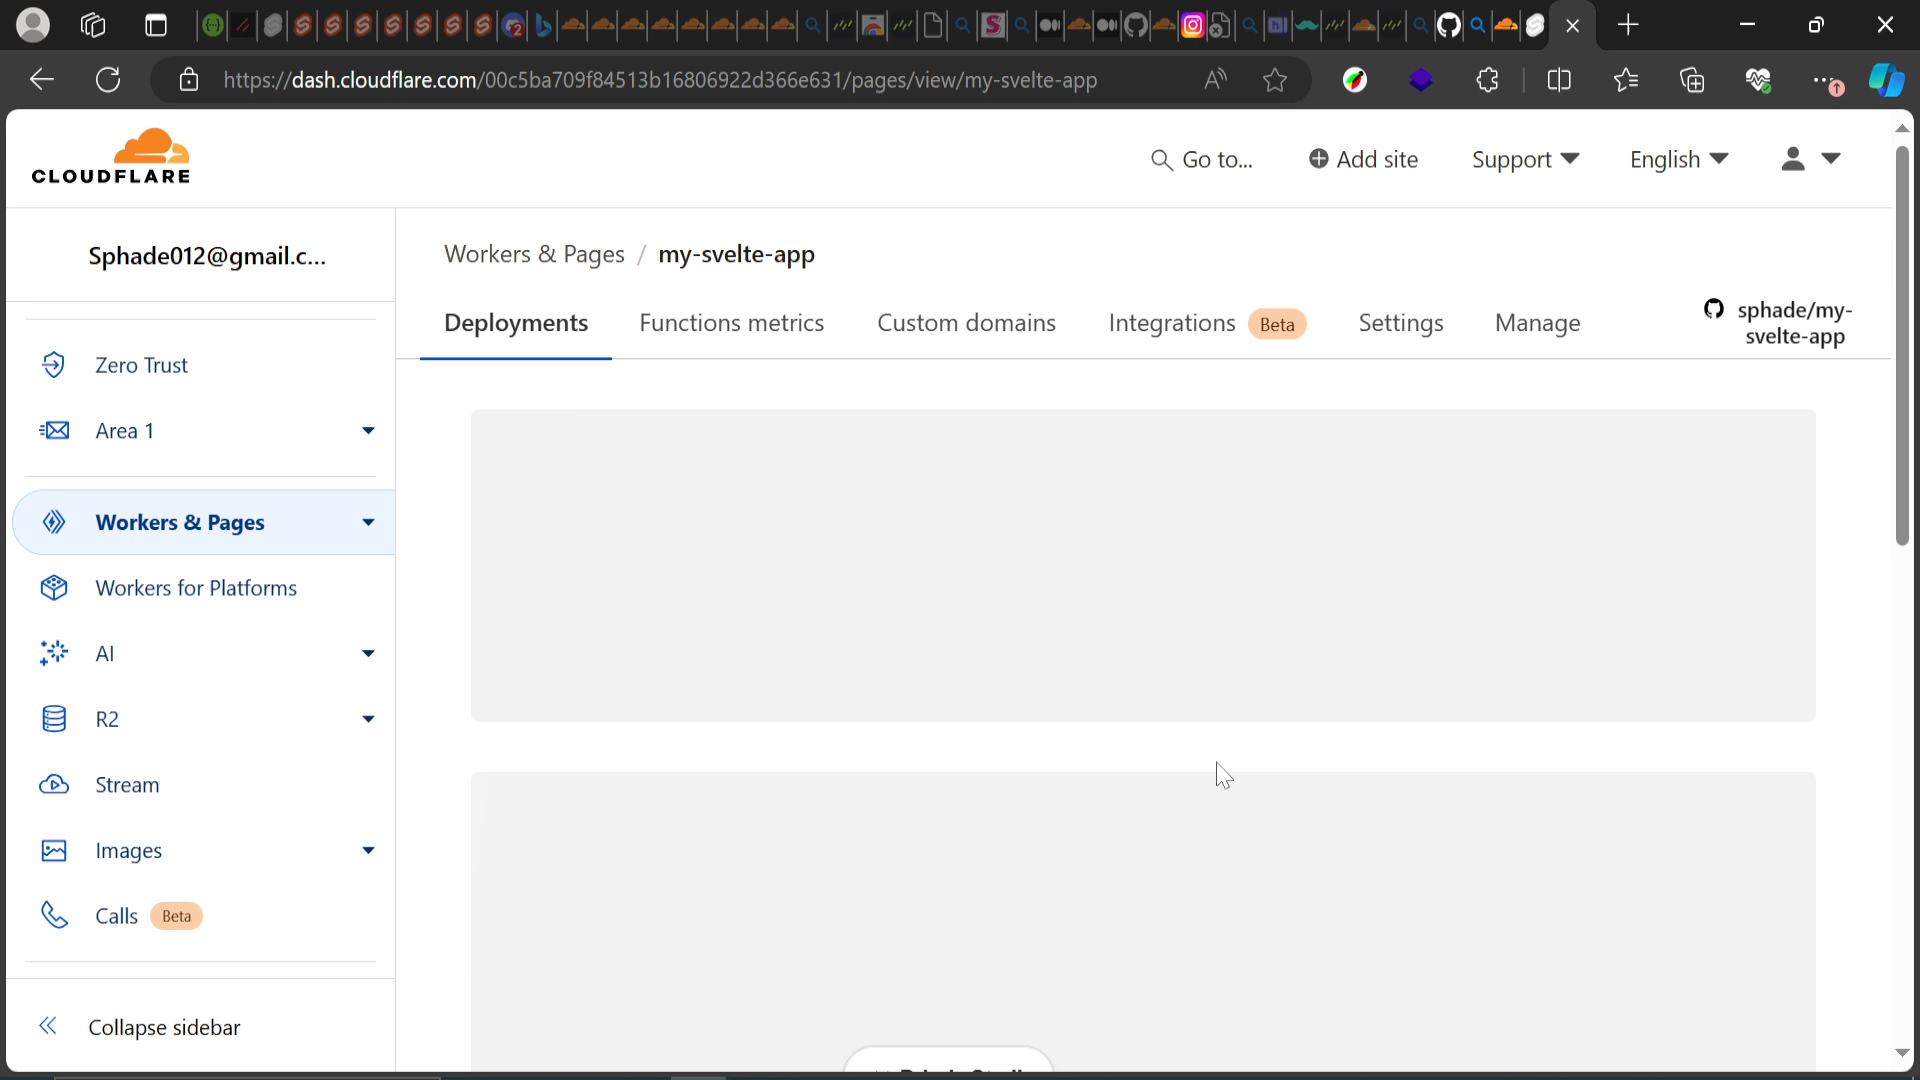 https://dash.cloudflare.com/00c5ba709f84513b16806922d366e631/pages/view/my-svelte-app
CLOUDFLARE
Go to...
Add site
Support
English
Sphade012@gmail.c...
Workers & Pages / my-svelte-app
Deployments
Functions metrics
Custom domains
Integrations Beta
Settings
Manage
sphade/my-
svelte-app
Zero Trust
Area 1
Workers & Pages
Workers for Platforms
AI
R2
Stream
Images
Calls Beta
Collapse sidebar